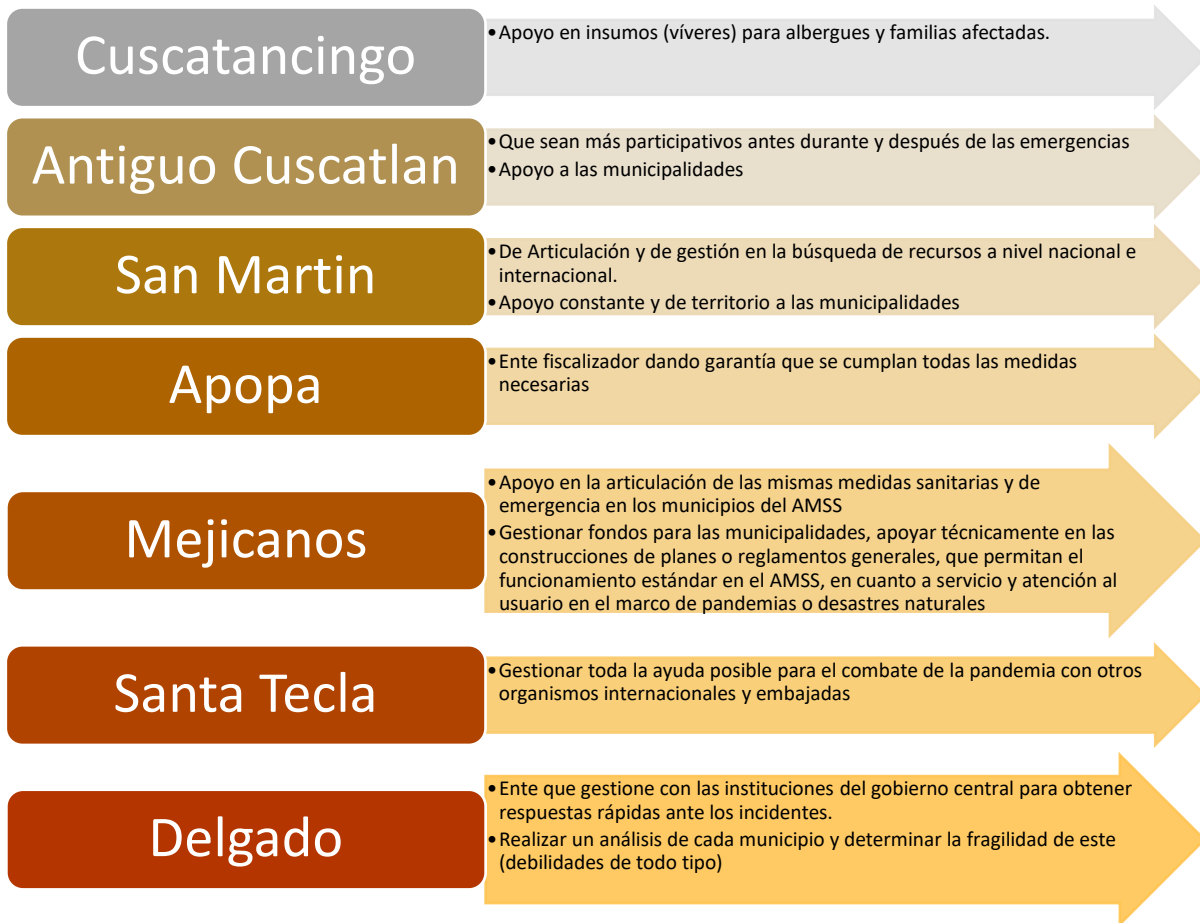 Cuscatancingo
•Apoyo en insumos (víveres) para albergues y familias afectadas.
Antiguo Cuscatlan
•Que sean más participativos antes durante y después de las emergencias
•Apoyo a las municipalidades
San Martin
•De Articulación y de gestión en la búsqueda de recursos a nivel nacional e
internacional.
•Apoyo constante y de territorio a las municipalidades
Apopa
•Ente fiscalizador dando garantía que se cumplan todas las medidas
necesarias
Mejicanos
•Apoyo en la articulación de las mismas medidas sanitarias y de
emergencia en los municipios del AMSS
•Gestionar fondos para las municipalidades, apoyar técnicamente en las
construcciones de planes o reglamentos generales, que permitan el
funcionamiento estándar en el AMSS, en cuanto a servicio y atención al
usuario en el marco de pandemias o desastres naturales
Santa Tecla
•Gestionar toda la ayuda posible para el combate de la pandemia con otros
organismos internacionales y embajadas
Delgado
•Ente que gestione con las instituciones del gobierno central para obtener
respuestas rápidas ante los incidentes.
•Realizar un análisis de cada municipio y determinar la fragilidad de este
(debilidades de todo tipo)